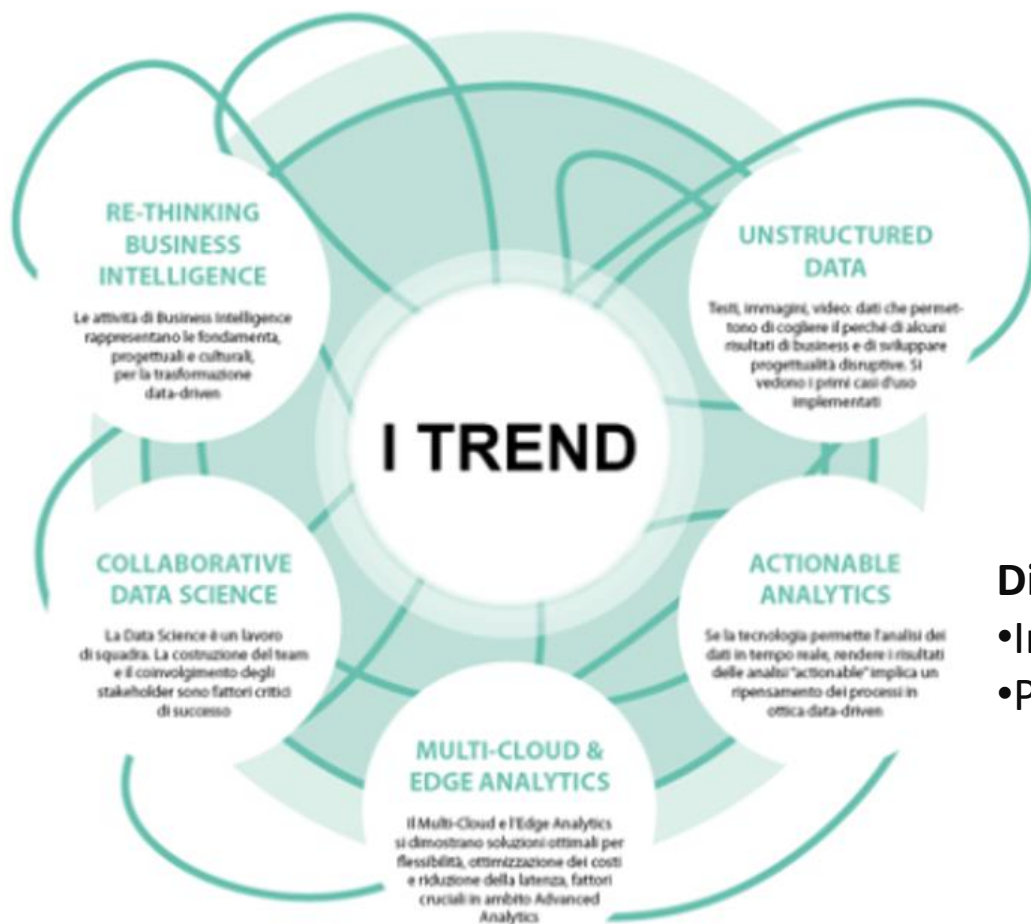 RE-THINKING
BUSINESS
INTELLIGENCE
Le attività di Business Intelligence
rappresentano le fondamenta,
progettuali e culturali,
per la trasformazione
data-driven
UNSTRUCTURED
DATA
Testi, immagini, video: dati che permet-
tono di cogliere il perché di alcuni
risultati di business e di sviluppare
progettualità disruptive. Si
vedono i primi casi d'uso
implementati
I TREND
COLLABORATIVE
DATA SCIENCE
La Data Science è un lavoro
di squadra. La costruzione del team
e il coinvolgimento degli
stakeholder sono fattori critici
di successo
ACTIONABLE
ANALYTICS
Se la tecnologia permette l'analisi dei
dati in tempo reale, rendere i risultati
delle analisi "actionable" implica un
ripensamento dei processi in
ottica data-driven
MULTI-CLOUD &
EDGE ANALYTICS
Il Multi-Cloud e l'Edge Analytics
si dimostrano soluzioni ottimali per
flessibilità, ottimizzazione dei costi
e riduzione della latenza, fattori
cruciali in ambito Advanced
Analytics